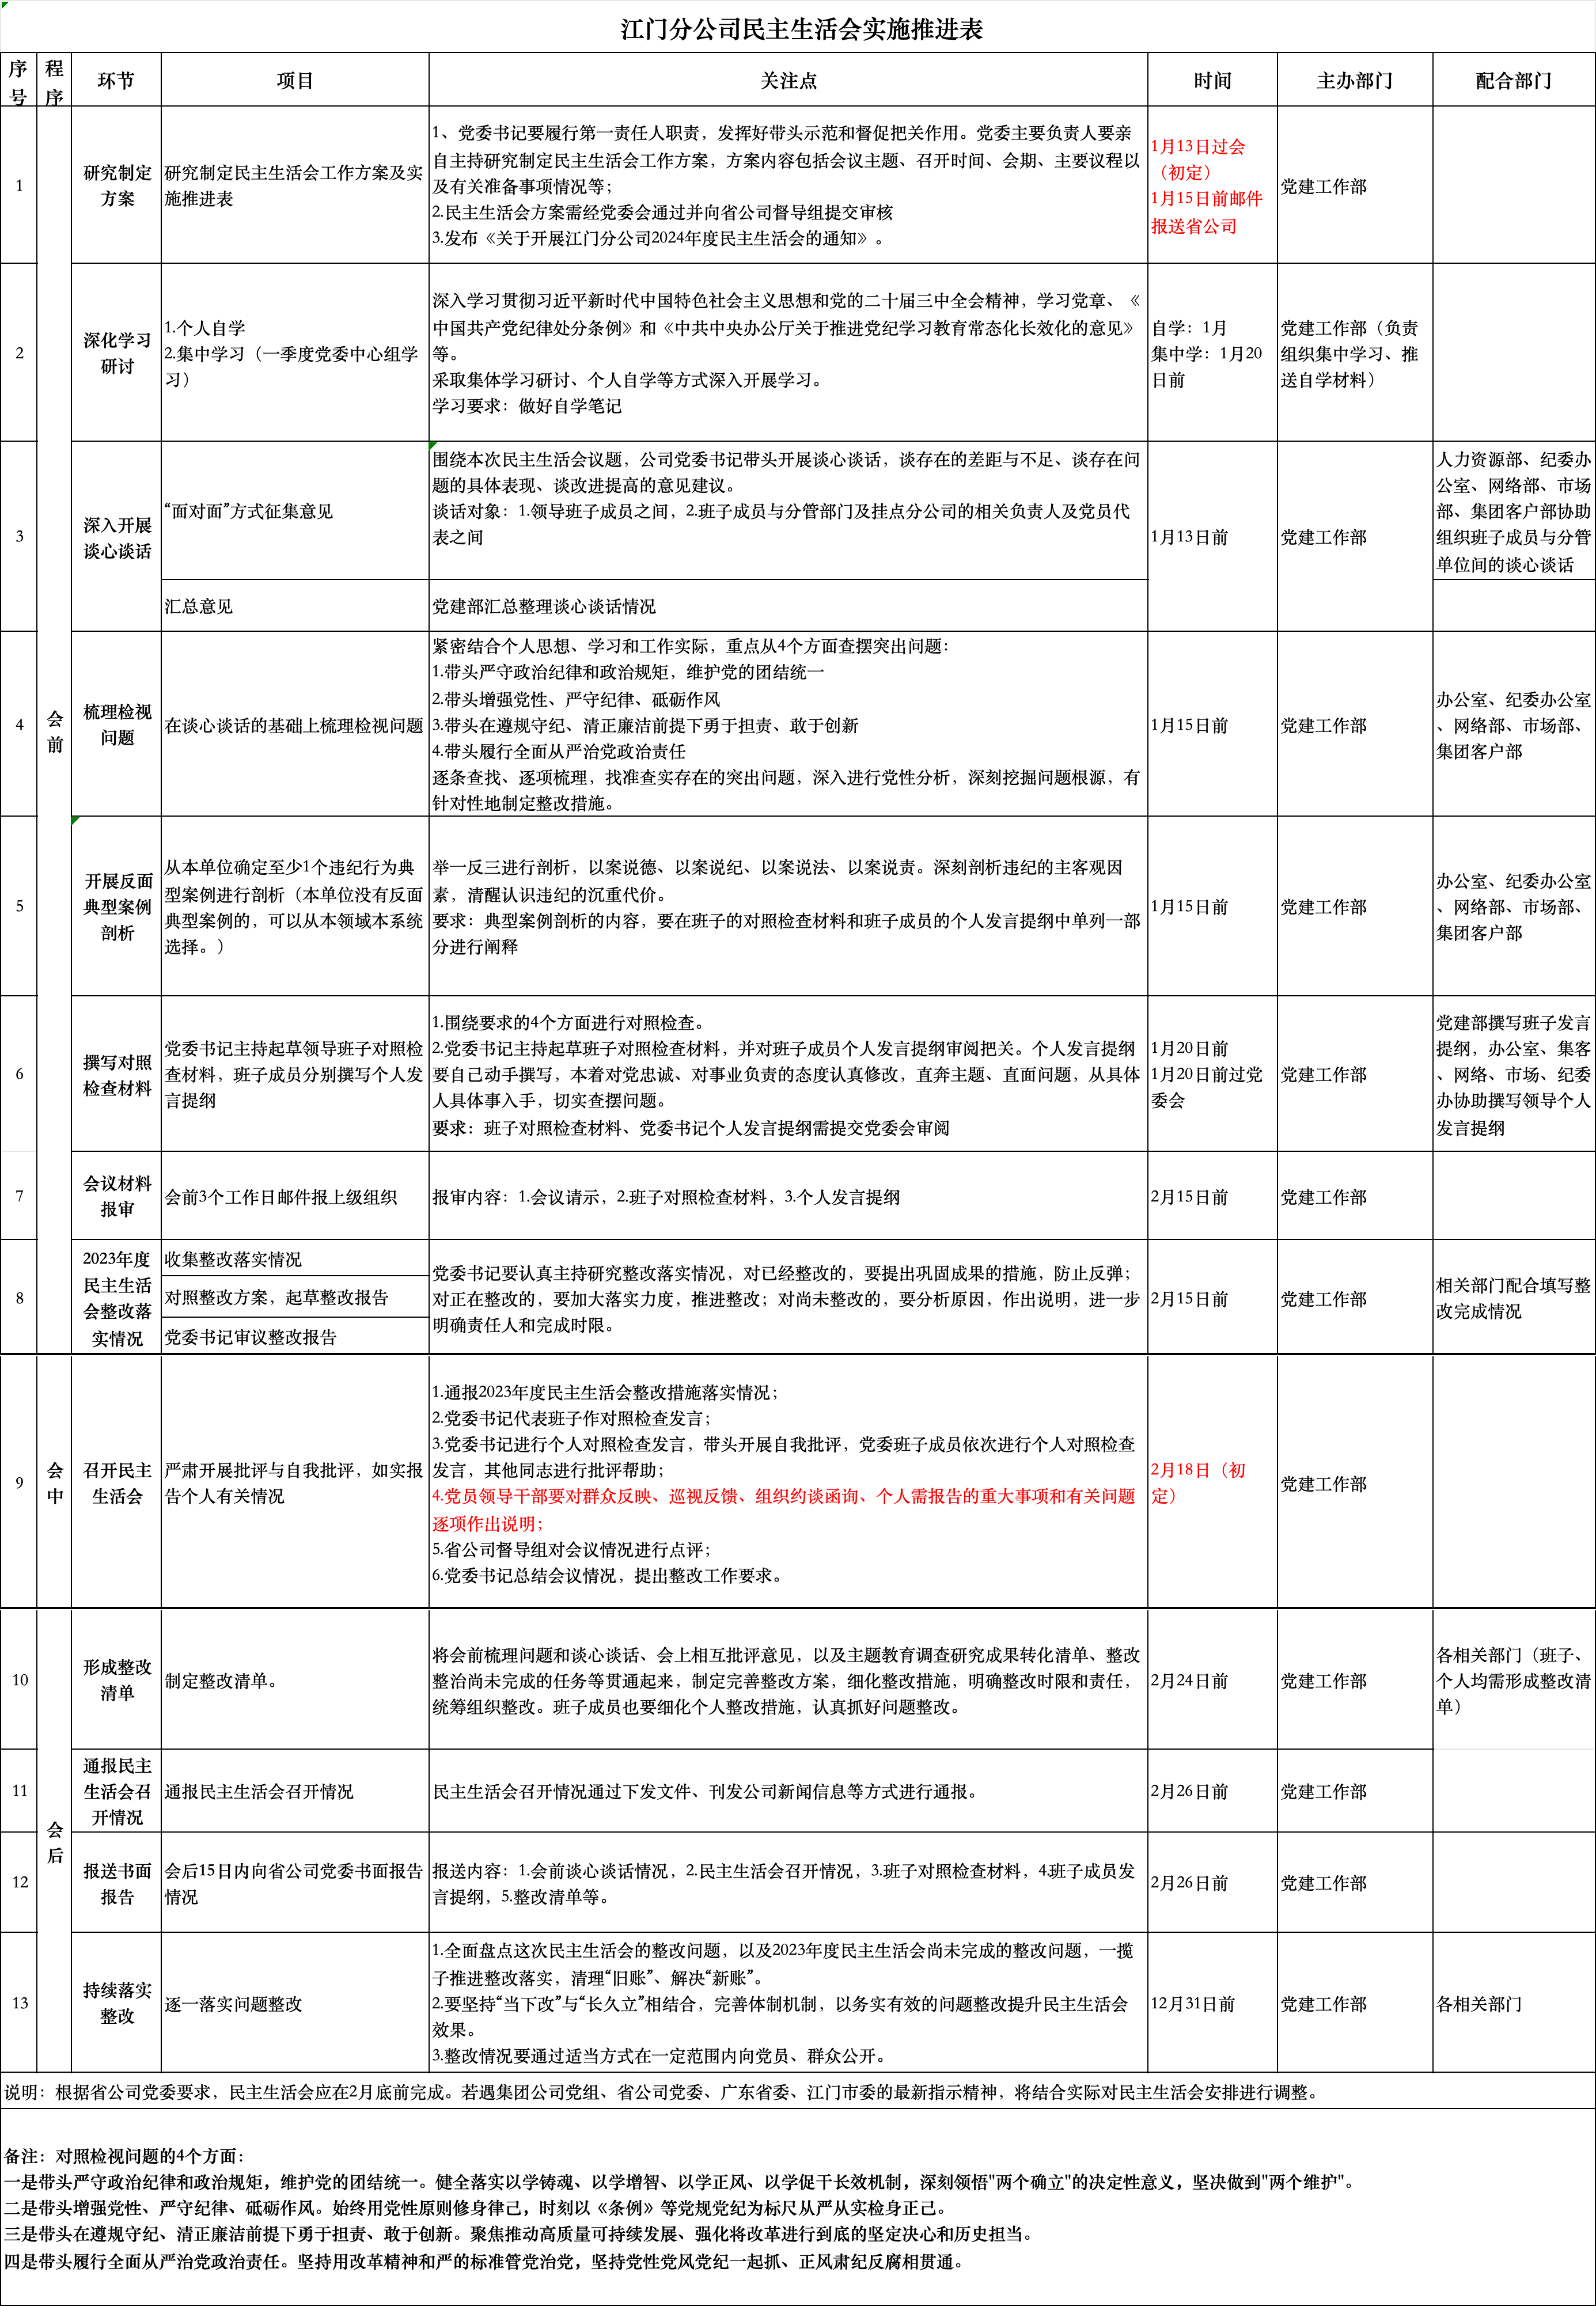 江门分公司民主生活会实施推进表
序号
程序
环节
项目
关注点
时间
主办部门
配合部门
会前
1
研究制定
方案
研究制定民主生活会工作方案及实
施推进表
1、党委书记要履行第一责任人职责，发挥好带头示范和督促把关作用。党委主要负责人要亲
自主持研究制定民主生活会工作方案，方案内容包括会议主题、召开时间、会期、主要议程以
及有关准备事项情况等；
2.民主生活会方案需经党委会通过并向省公司督导组提交审核
3.发布《关于开展江门分公司2024年度民主生活会的通知》。
1月13日过会
（初定）
1月15日前邮件
报送省公司
党建工作部
2
深化学习
研讨
1.个人自学
2.集中学习（一季度党委中心组学
习）
深入学习贯彻习近平新时代中国特色社会主义思想和党的二十届三中全会精神，学习党章、《
中国共产党纪律处分条例》和《中共中央办公厅关于推进党纪学习教育常态化长效化的意见》
等。
采取集体学习研讨、个人自学等方式深入开展学习。
学习要求：做好自学笔记
自学：1月
集中学：1月20
日前
党建工作部（负责
组织集中学习、推
送自学材料）
3
深入开展
谈心谈话
“面对面”方式征集意见
围绕本次民主生活会议题，公司党委书记带头开展谈心谈话，谈存在的差距与不足、谈存在问
题的具体表现、谈改进提高的意见建议。
谈话对象：1.领导班子成员之间，2.班子成员与分管部门及挂点分公司的相关负责人及党员代
表之间
1月13日前
党建工作部
人力资源部、纪委办
公室、网络部、市场
部、集团客户部协助
组织班子成员与分管
单位间的谈心谈话
汇总意见
党建部汇总整理谈心谈话情况
4
梳理检视
问题
在谈心谈话的基础上梳理检视问题
紧密结合个人思想、学习和工作实际，重点从4个方面查摆突出问题：
1.带头严守政治纪律和政治规矩，维护党的团结统一
2.带头增强党性、严守纪律、砥砺作风
3.带头在遵规守纪、清正廉洁前提下勇于担责、敢于创新
4.带头履行全面从严治党政治责任
逐条查找、逐项梳理，找准查实存在的突出问题，深入进行党性分析，深刻挖掘问题根源，有
针对性地制定整改措施。
1月15日前
党建工作部
办公室、纪委办公室
、网络部、市场部、
集团客户部
5
开展反面
典型案例
剖析
从本单位确定至少1个违纪行为典
型案例进行剖析（本单位没有反面
典型案例的，可以从本领域本系统
选择。）
举一反三进行剖析，以案说德、以案说纪、以案说法、以案说责。深刻剖析违纪的主客观因
素，清醒认识违纪的沉重代价。
要求：典型案例剖析的内容，要在班子的对照检查材料和班子成员的个人发言提纲中单列一部
分进行阐释
1月15日前
党建工作部
办公室、纪委办公室
、网络部、市场部、
集团客户部
6
撰写对照
检查材料
党委书记主持起草领导班子对照检
查材料，班子成员分别撰写个人发
言提纲
1.围绕要求的4个方面进行对照检查。
2.党委书记主持起草班子对照检查材料，并对班子成员个人发言提纲审阅把关。个人发言提纲
要自己动手撰写，本着对党忠诚、对事业负责的态度认真修改，直奔主题、直面问题，从具体
人具体事入手，切实查摆问题。
要求：班子对照检查材料、党委书记个人发言提纲需提交党委会审阅
1月20日前
1月20日前过党
委会
党建工作部
党建部撰写班子发言
提纲，办公室、集客
、网络、市场、纪委
办协助撰写领导个人
发言提纲
7
会议材料
报审
会前3个工作日邮件报上级组织
报审内容：1.会议请示，2.班子对照检查材料，3.个人发言提纲
2月15日前
党建工作部
8
2023年度
民主生活
会整改落
实情况
收集整改落实情况
对照整改方案，起草整改报告
党委书记审议整改报告
党委书记要认真主持研究整改落实情况，对已经整改的，要提出巩固成果的措施，防止反弹；
对正在整改的，要加大落实力度，推进整改；对尚未整改的，要分析原因，作出说明，进一步
明确责任人和完成时限。
2月15日前
党建工作部
相关部门配合填写整
改完成情况
9
会中
召开民主
生活会
严肃开展批评与自我批评，如实报
告个人有关情况
1.通报2023年度民主生活会整改措施落实情况；
2.党委书记代表班子作对照检查发言；
3.党委书记进行个人对照检查发言，带头开展自我批评，党委班子成员依次进行个人对照检查
发言，其他同志进行批评帮助；
4.党员领导干部要对群众反映、巡视反馈、组织约谈函询、个人需报告的重大事项和有关问题
逐项作出说明；
5.省公司督导组对会议情况进行点评；
6.党委书记总结会议情况，提出整改工作要求。
2月18日（初
定）
党建工作部
会后
10
形成整改
清单
制定整改清单。
将会前梳理问题和谈心谈话、会上相互批评意见，以及主题教育调查研究成果转化清单、整改
整治尚未完成的任务等贯通起来，制定完善整改方案，细化整改措施，明确整改时限和责任，
统筹组织整改。班子成员也要细化个人整改措施，认真抓好问题整改。
2月24日前
党建工作部
各相关部门（班子、
个人均需形成整改清
单）
11
通报民主
生活会召
开情况
通报民主生活会召开情况
民主生活会召开情况通过下发文件、刊发公司新闻信息等方式进行通报。
2月26日前
党建工作部
12
报送书面
报告
会后15日内向省公司党委书面报告
情况
报送内容：1.会前谈心谈话情况，2.民主生活会召开情况，3.班子对照检查材料，4.班子成员发
言提纲，5.整改清单等。
2月26日前
党建工作部
13
持续落实
整改
逐一落实问题整改
1.全面盘点这次民主生活会的整改问题，以及2023年度民主生活会尚未完成的整改问题，一揽
子推进整改落实，清理“旧账”、解决“新账”。
2.要坚持“当下改”与“长久立”相结合，完善体制机制，以务实有效的问题整改提升民主生活会
效果。
3.整改情况要通过适当方式在一定范围内向党员、群众公开。
12月31日前
党建工作部
各相关部门
说明：根据省公司党委要求，民主生活会应在2月底前完成。若遇集团公司党组、省公司党委、广东省委、江门市委的最新指示精神，将结合实际对民主生活会安排进行调整。
备注：对照检视问题的4个方面：
一是带头严守政治纪律和政治规矩，维护党的团结统一。健全落实以学铸魂、以学增智、以学正风、以学促干长效机制，深刻领悟"两个确立"的决定性意义，坚决做到"两个维护"。
二是带头增强党性、严守纪律、砥砺作风。始终用党性原则修身律己，时刻以《条例》等党规党纪为标尺从严从实检身正己。
三是带头在遵规守纪、清正廉洁前提下勇于担责、敢于创新。聚焦推动高质量可持续发展、强化将改革进行到底的坚定决心和历史担当。
四是带头履行全面从严治党政治责任。坚持用改革精神和严的标准管党治党，坚持党性党风党纪一起抓、正风肃纪反腐相贯通。